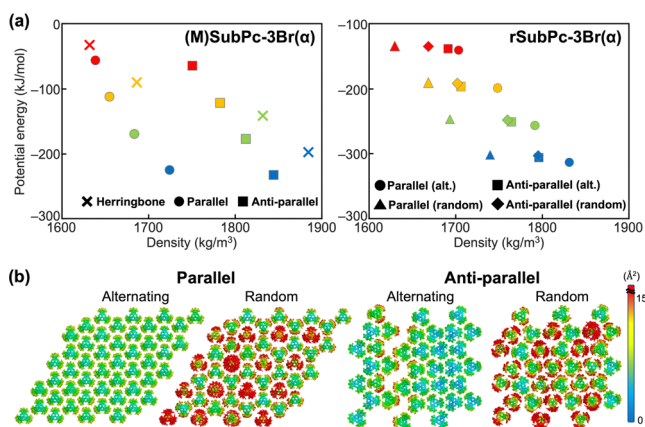 (a)
(M)SubPc-3Br(α)
Potential energy (kJ/mol)
0
−100
−200
−300
1600
1700
1800
1900
Density (kg/m³)
Herringbone
Parallel
Anti-parallel
rSubPc-3Br(α)
−100
−200
−300
−400
1600
1700
1800
1900
Density (kg/m³)
Parallel (alt.)
Anti-parallel (alt.)
Parallel (random)
Anti-parallel (random)
(b)
Parallel
Anti-parallel
Alternating
Random
Alternating
Random
(Å²)
15
0